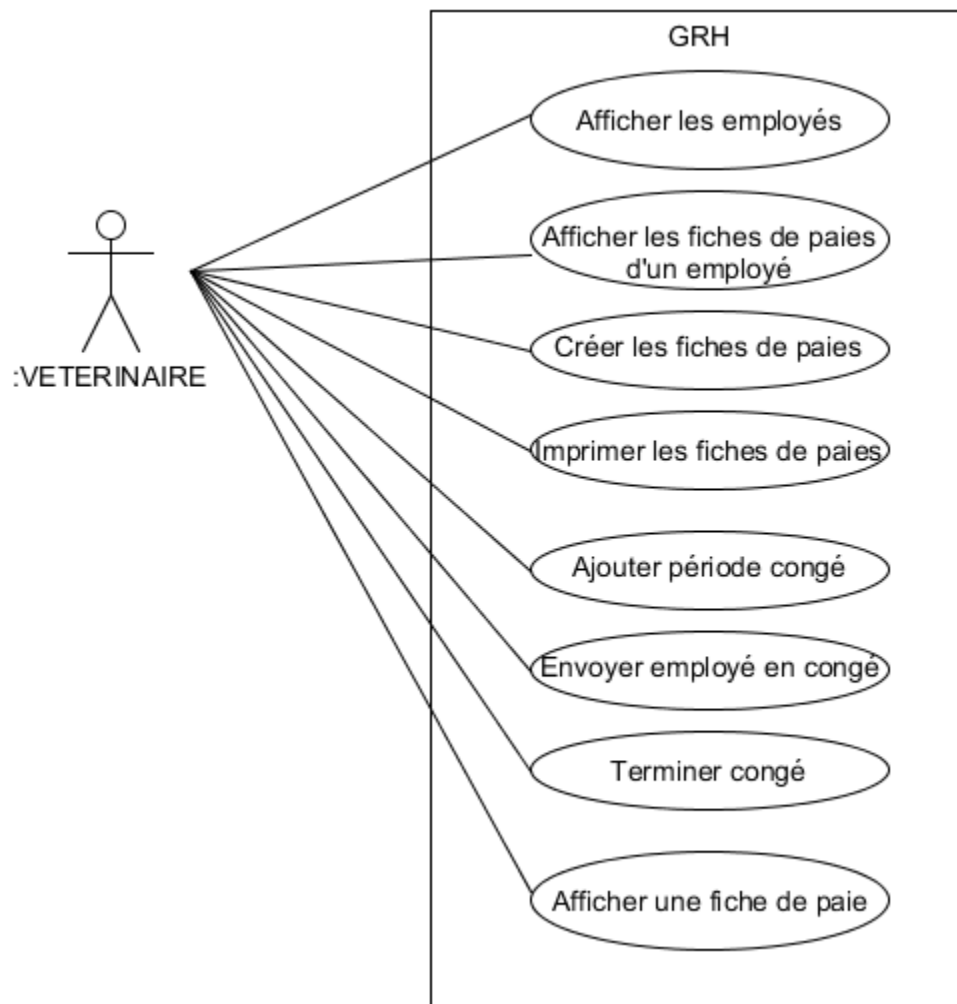 GRH
Afficher les employés
Afficher les fiches de paies
d'un employé
Créer les fiches de paies
Imprimer les fiches de paies
:VETERINAIRE
Ajouter période congé
Envoyer employé en congé
Terminer congé
Afficher une fiche de paie